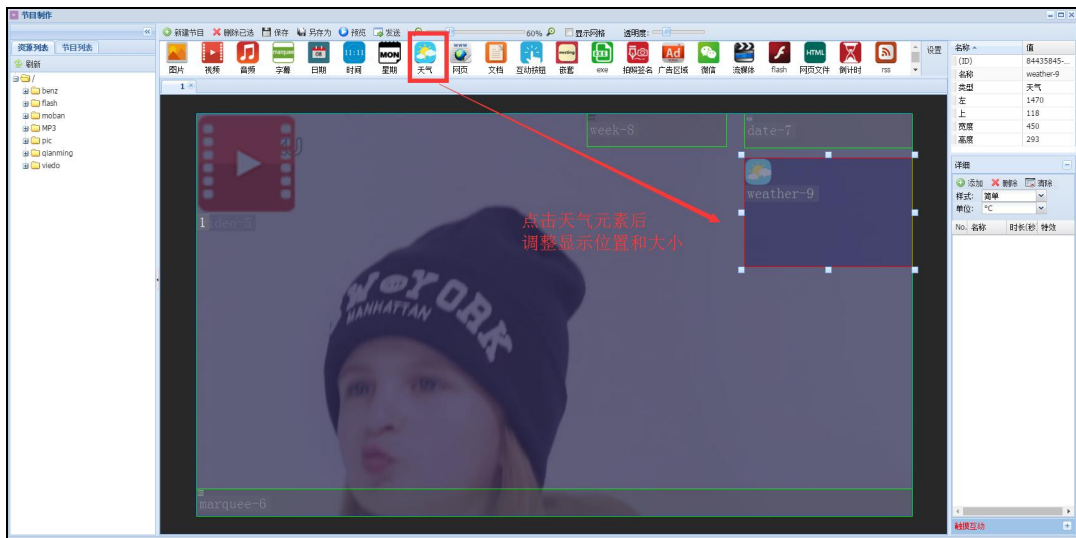 节目制作
资源列表 节目列表
刷新
/
benz
flash
moban
MP3
pic
qianming
viedo
新建节目 删除已选 保存 另存为 预览 发送 60% 显示网格 透明度:
图片 视频 音频 字幕 日期 时间 星期 天气 网页 文档 互动按钮 嵌套 exe 拍照签名 广告区域 微信 流媒体 flash 网页文件 倒计时 rss
设置
1
week-8
date-7
weather-9
1
点击天气元素后
调整显示位置和大小
W YORK
MANHATTAN
marquee-6
名称 值
(ID) 84435845-...
名称 weather-9
类型 天气
左 1470
上 118
宽度 450
高度 293
详细
添加 删除 清除
样式: 简单
单位: °C
No. 名称 时长(秒) 特效
触摸互动